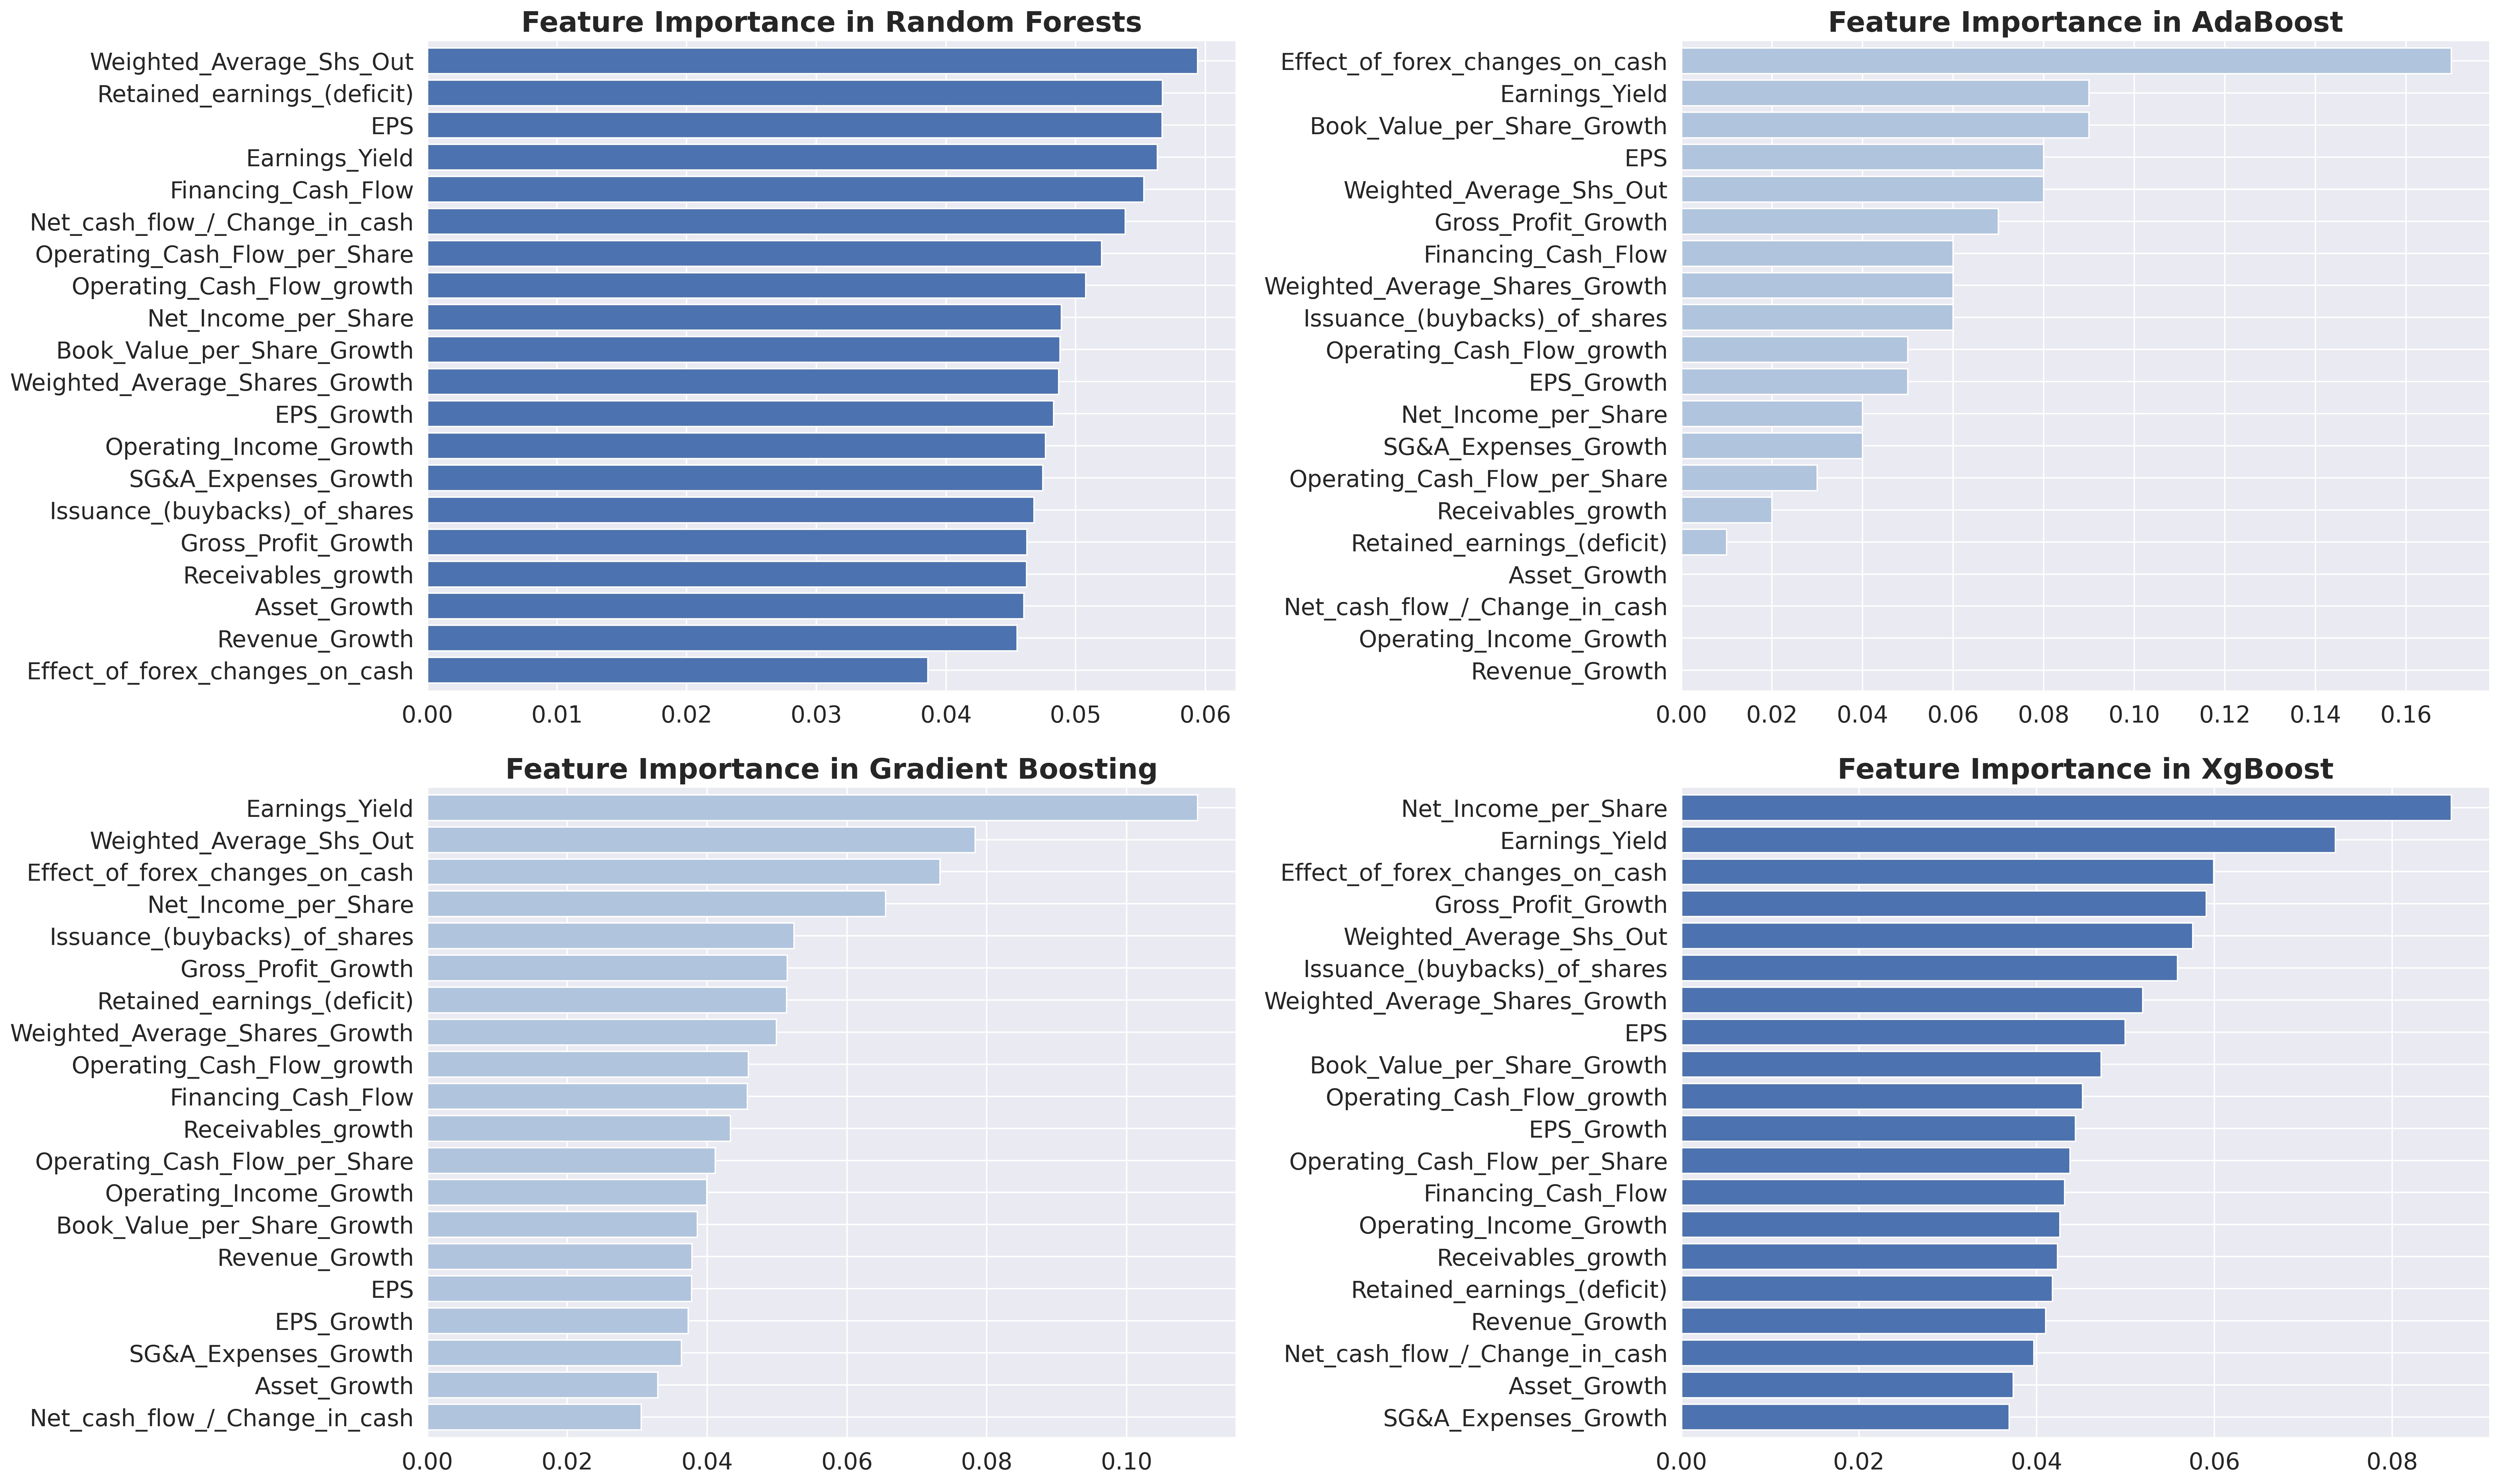 Feature Importance in Random Forests
Weighted_Average_Shs_Out
Retained_earnings_(deficit)
EPS
Earnings_Yield
Financing_Cash_Flow
Net_cash_flow_/_Change_in_cash
Operating_Cash_Flow_per_Share
Operating_Cash_Flow_growth
Net_Income_per_Share
Book_Value_per_Share_Growth
Weighted_Average_Shares_Growth
EPS_Growth
Operating_Income_Growth
SG&A_Expenses_Growth
Issuance_(buybacks)_of_shares
Gross_Profit_Growth
Receivables_growth
Asset_Growth
Revenue_Growth
Effect_of_forex_changes_on_cash
0.00 0.01 0.02 0.03 0.04 0.05 0.06
Feature Importance in AdaBoost
Effect_of_forex_changes_on_cash
Earnings_Yield
Book_Value_per_Share_Growth
EPS
Weighted_Average_Shs_Out
Gross_Profit_Growth
Financing_Cash_Flow
Weighted_Average_Shares_Growth
Issuance_(buybacks)_of_shares
Operating_Cash_Flow_growth
EPS_Growth
Net_Income_per_Share
SG&A_Expenses_Growth
Operating_Cash_Flow_per_Share
Receivables_growth
Retained_earnings_(deficit)
Asset_Growth
Net_cash_flow_/_Change_in_cash
Operating_Income_Growth
Revenue_Growth
0.00 0.02 0.04 0.06 0.08 0.10 0.12 0.14 0.16
Feature Importance in Gradient Boosting
Earnings_Yield
Weighted_Average_Shs_Out
Effect_of_forex_changes_on_cash
Net_Income_per_Share
Issuance_(buybacks)_of_shares
Gross_Profit_Growth
Retained_earnings_(deficit)
Weighted_Average_Shares_Growth
Operating_Cash_Flow_growth
Financing_Cash_Flow
Receivables_growth
Operating_Cash_Flow_per_Share
Operating_Income_Growth
Book_Value_per_Share_Growth
Revenue_Growth
EPS
EPS_Growth
SG&A_Expenses_Growth
Asset_Growth
Net_cash_flow_/_Change_in_cash
0.00 0.02 0.04 0.06 0.08 0.10
Feature Importance in XgBoost
Net_Income_per_Share
Earnings_Yield
Effect_of_forex_changes_on_cash
Gross_Profit_Growth
Weighted_Average_Shs_Out
Issuance_(buybacks)_of_shares
Weighted_Average_Shares_Growth
EPS
Book_Value_per_Share_Growth
Operating_Cash_Flow_growth
EPS_Growth
Operating_Cash_Flow_per_Share
Financing_Cash_Flow
Operating_Income_Growth
Receivables_growth
Retained_earnings_(deficit)
Revenue_Growth
Net_cash_flow_/_Change_in_cash
Asset_Growth
SG&A_Expenses_Growth
0.00 0.02 0.04 0.06 0.08